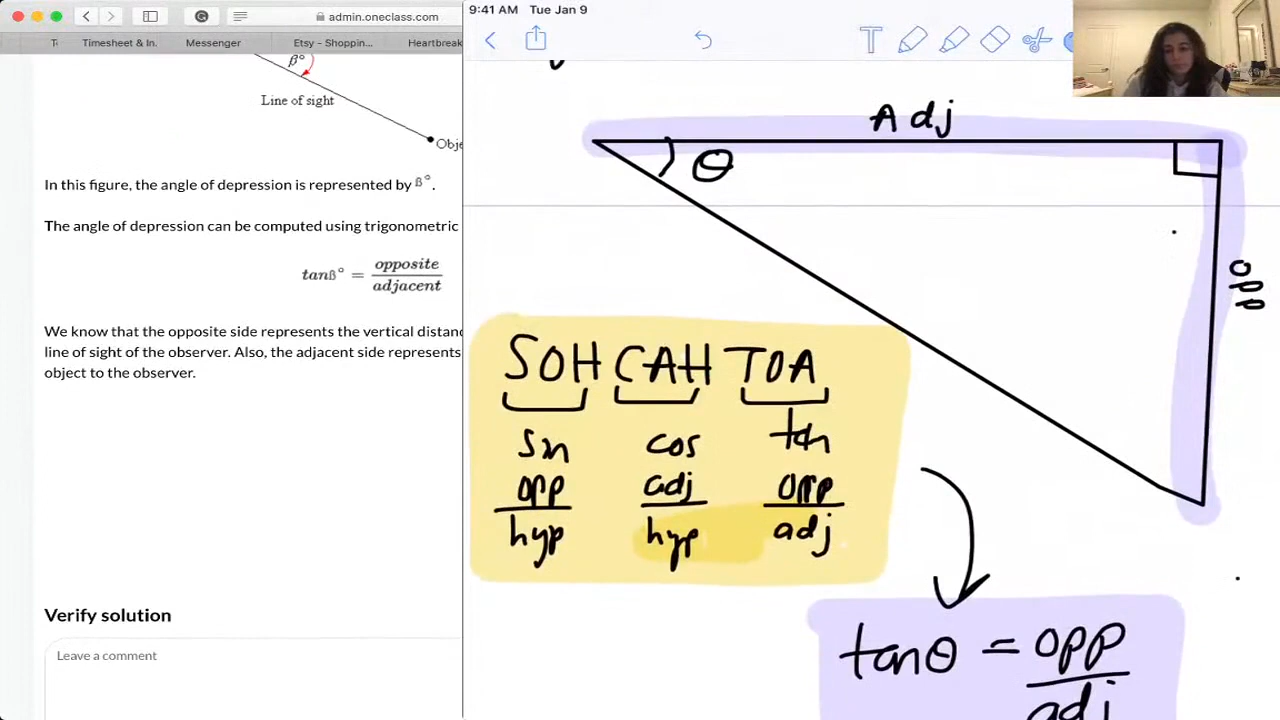 admin.oneclass.com
Timesheet & In.
Messenger
Etsy - Shoppin...
Heartbreak
β°
Line of sight
Obje
In this figure, the angle of depression is represented by β°.
The angle of depression can be computed using trigonometric
tanβ° = opposite / adjacent
We know that the opposite side represents the vertical distanc
line of sight of the observer. Also, the adjacent side represents
object to the observer.
Verify solution
Leave a comment
9:41 AM Tue Jan 9
Adj
θ
opp
SOH CAH TOA
sin cos tan
opp adj opp
hyp hyp adj
tanθ = opp
adj